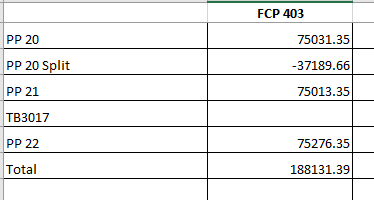 FCP 403
PP 20 75031.35
PP 20 Split -37189.66
PP 21 75013.35
TB3017
PP 22 75276.35
Total 188131.39